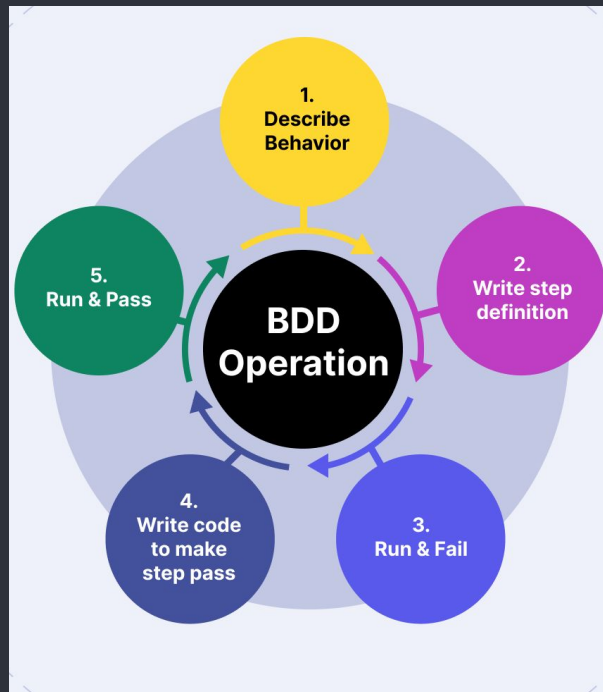 1.
Describe
Behavior
2.
Write step
definition
3.
Run & Fail
4.
Write code
to make
step pass
5.
Run & Pass
BDD
Operation